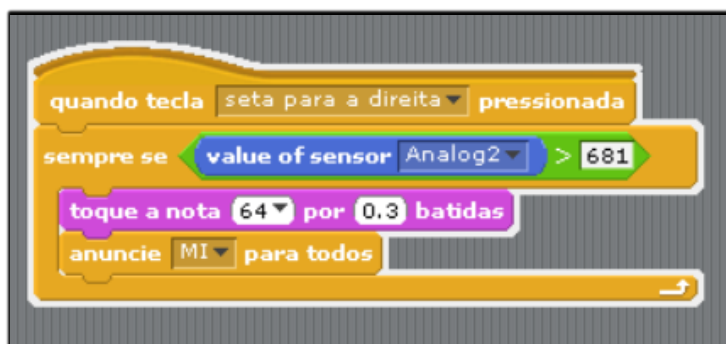 quando tecla seta para a direita pressionada
sempre se value of sensor Analog2 > 681
toque a nota 64 por 0.3 batidas
anuncie MI para todos